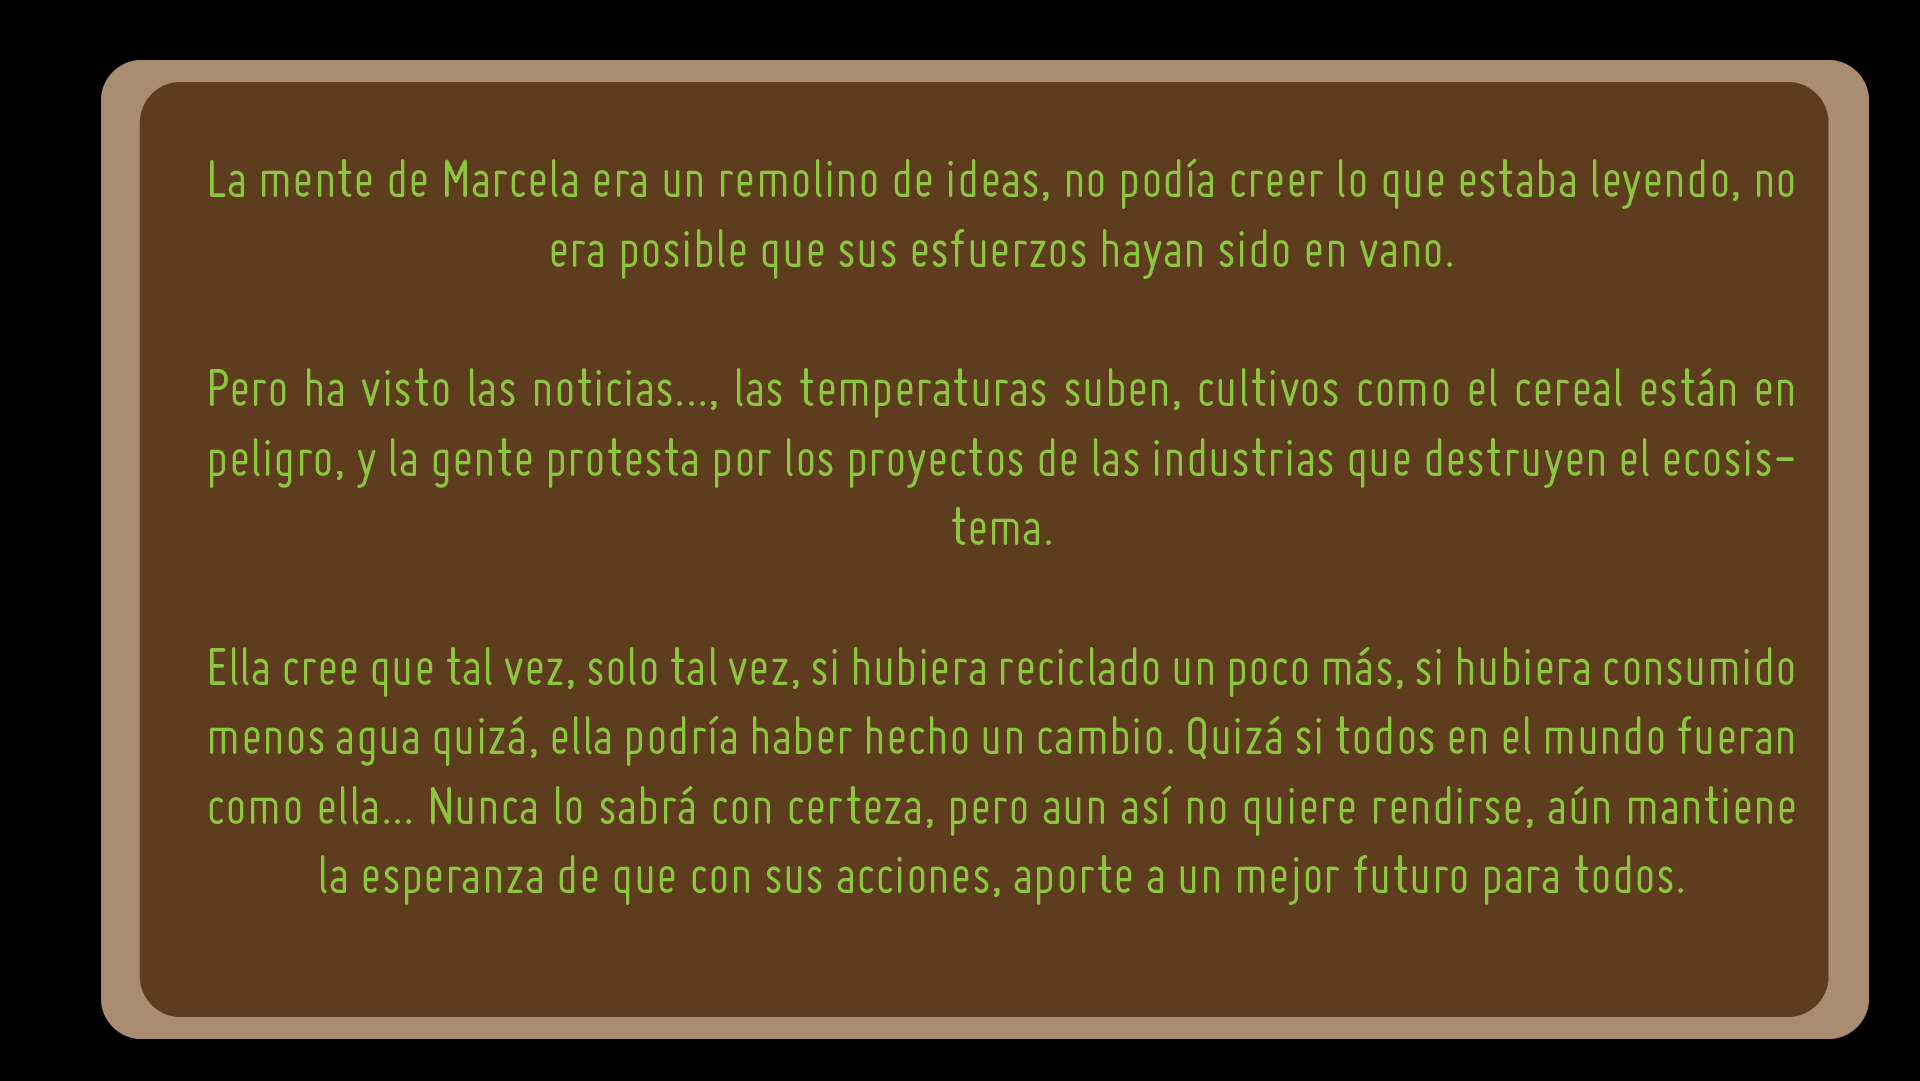 La mente de Marcela era un remolino de ideas, no podía creer lo que estaba leyendo, no
era posible que sus esfuerzos hayan sido en vano.
Pero ha visto las noticias..., las temperaturas suben, cultivos como el cereal están en
peligro, y la gente protesta por los proyectos de las industrias que destruyen el ecosis-
tema.
Ella cree que tal vez, solo tal vez, si hubiera reciclado un poco más, si hubiera consumido
menos agua quizá, ella podría haber hecho un cambio. Quizá si todos en el mundo fueran
como ella... Nunca lo sabrá con certeza, pero aun así no quiere rendirse, aún mantiene
la esperanza de que con sus acciones, aporte a un mejor futuro para todos.